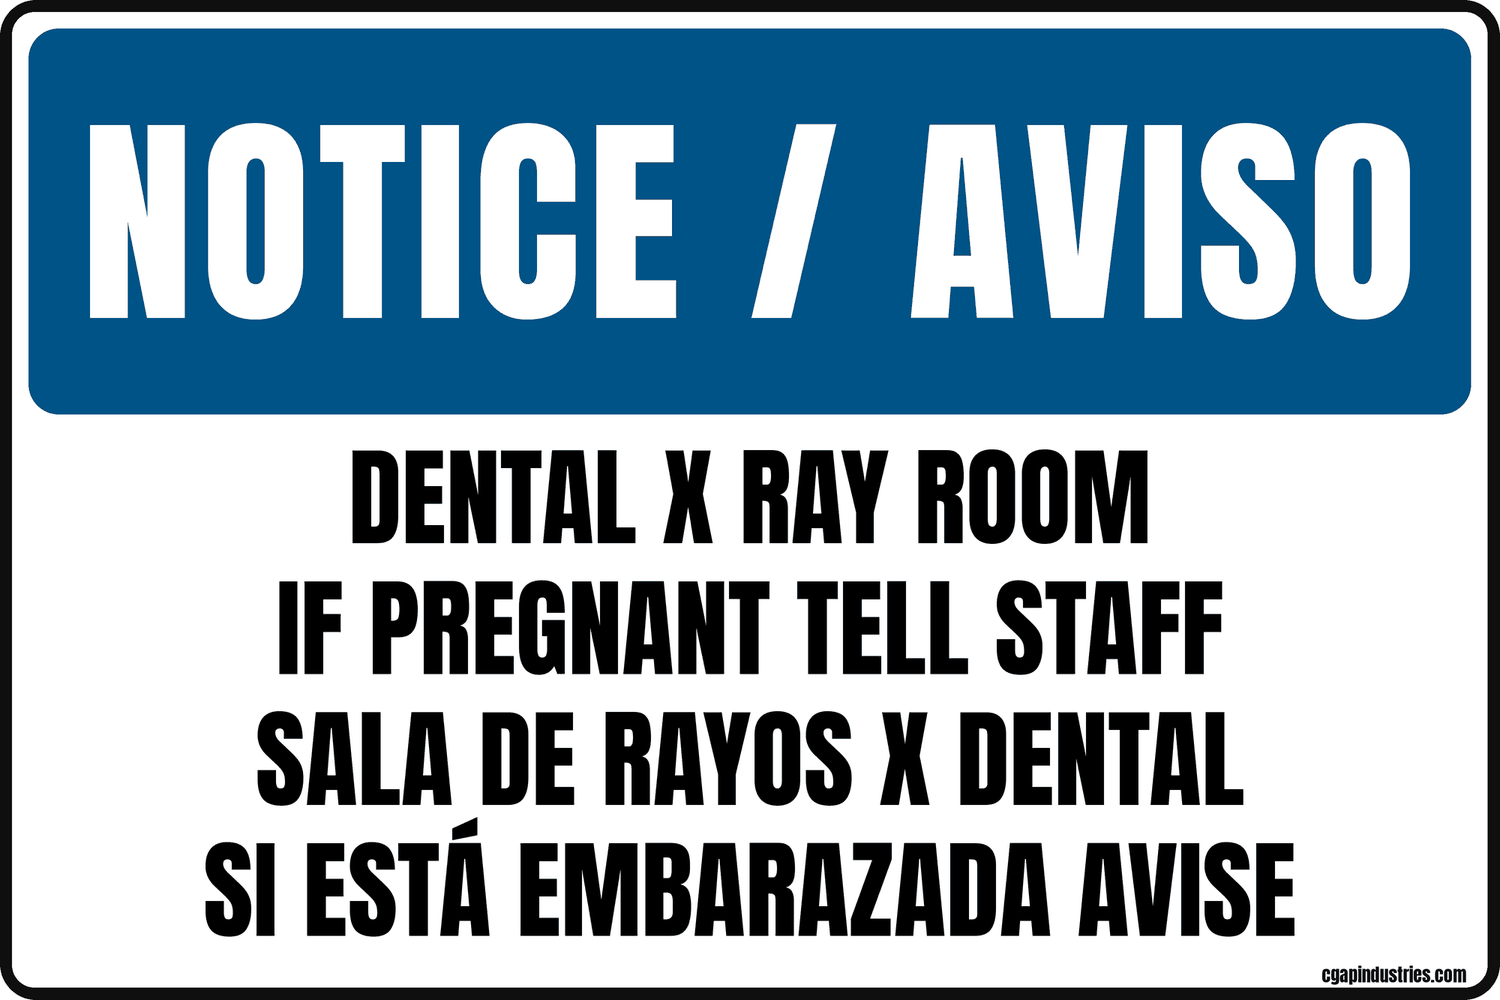 NOTICE / AVISO
DENTAL X RAY ROOM
IF PREGNANT TELL STAFF
SALA DE RAYOS X DENTAL
SI ESTÁ EMBARAZADA AVISE
cgapindustries.com